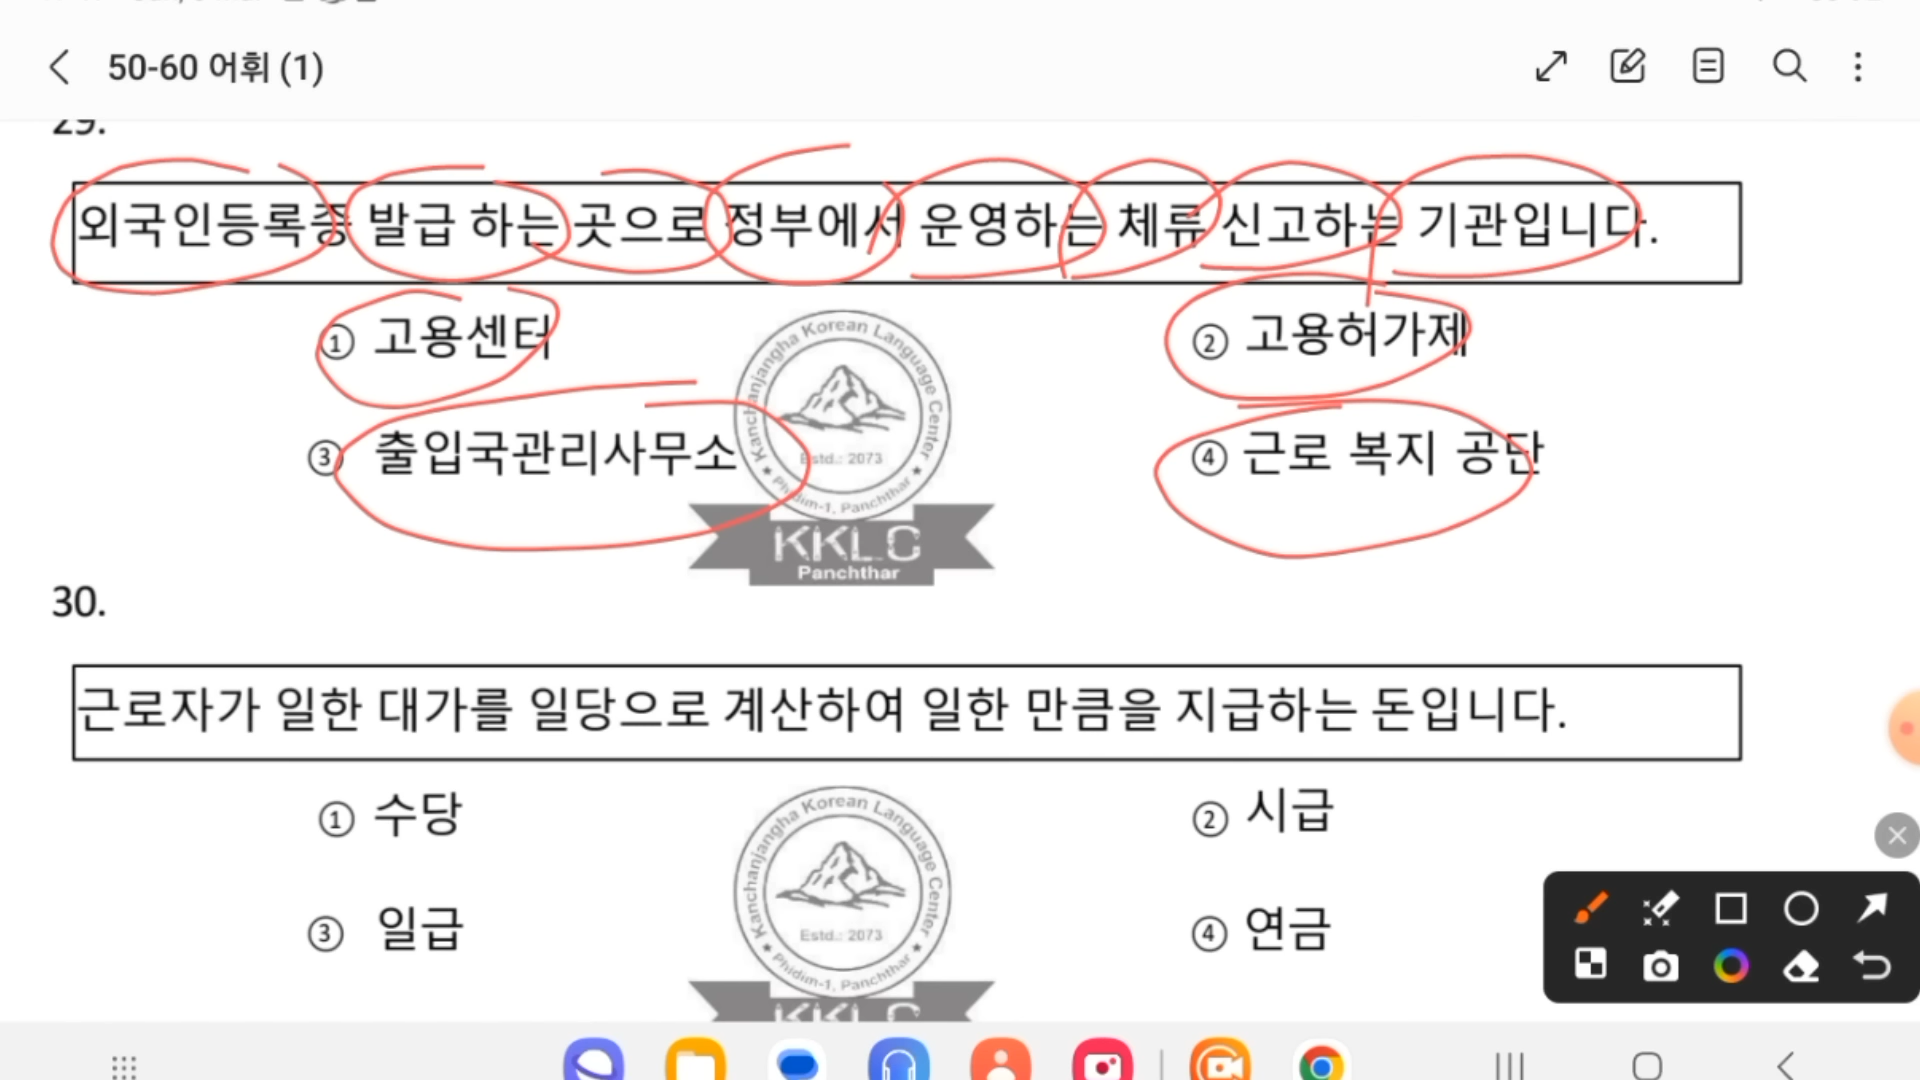 50-60 어휘 (1)
29.
외국인등록증 발급 하는 곳으로 정부에서 운영하는 체류 신고하는 기관입니다.
① 고용센터
② 고용허가제
③ 출입국관리사무소
④ 근로 복지 공단
Kanchanjangha Korean Language Center
Estd.: 2073
Phidim-1, Panchthar
KKLC
Panchthar
30.
근로자가 일한 대가를 일당으로 계산하여 일한 만큼을 지급하는 돈입니다.
① 수당
② 시급
③ 일급
④ 연금
Kanchanjangha Korean Language Center
Estd.: 2073
Phidim-1, Panchthar
KKLC